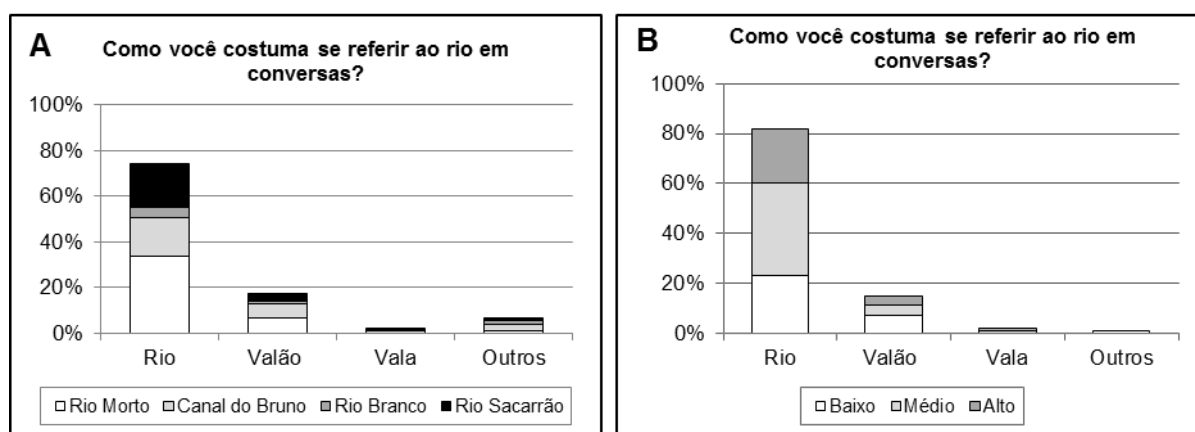 A
Como você costuma se referir ao rio em
conversas?
100%
80%
60%
40%
20%
0%
Rio Valão Vala Outros
Rio Morto Canal do Bruno Rio Branco Rio Sacarrão
B
Como você costuma se referir ao rio em
conversas?
100%
80%
60%
40%
20%
0%
Rio Valão Vala Outros
Baixo Médio Alto